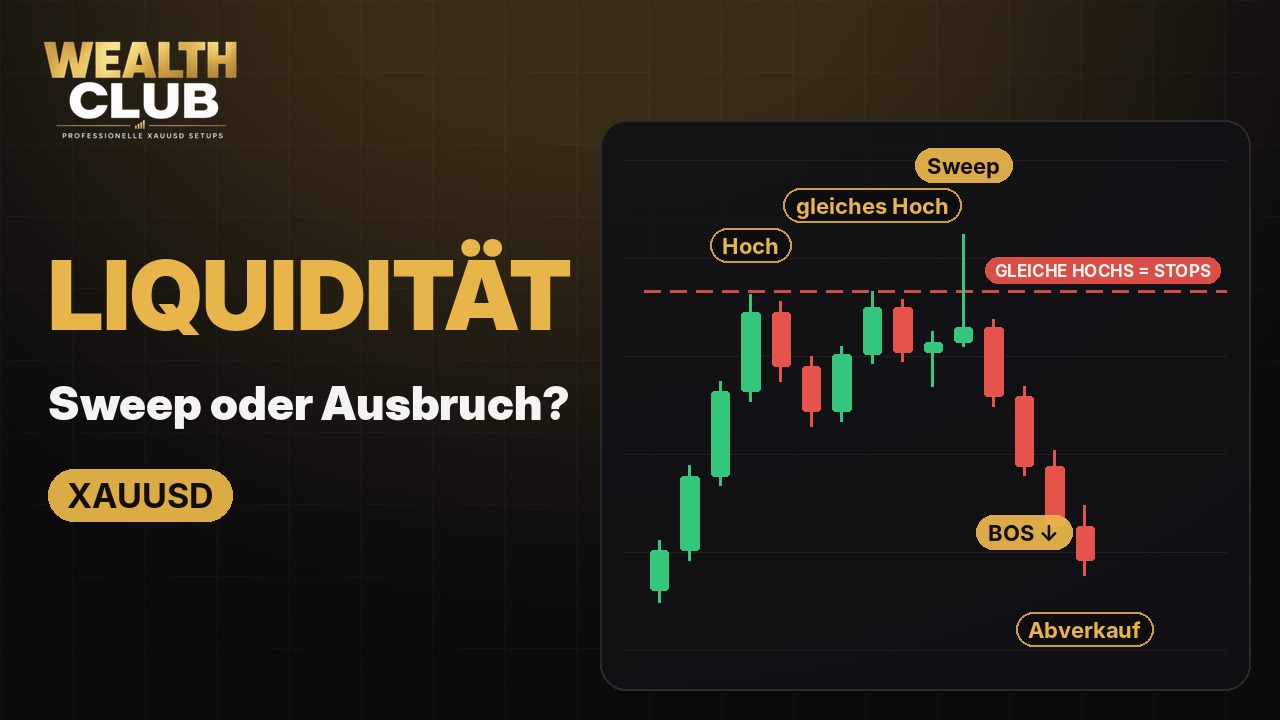 WEALTH
CLUB
PROFESSIONELLE XAUUSD SETUPS
LIQUIDITÄT
Sweep oder Ausbruch?
XAUUSD
Sweep
gleiches Hoch
Hoch
GLEICHE HOCHS = STOPS
BOS ↓
Abverkauf